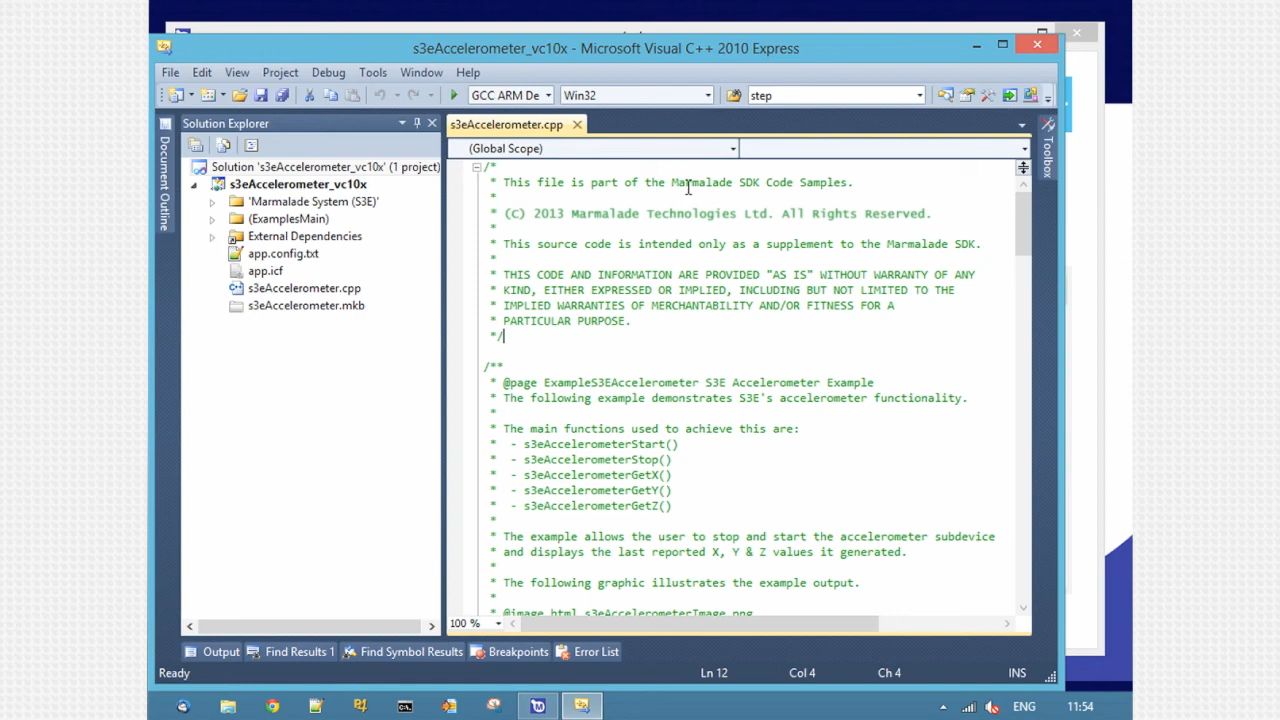 s3eAccelerometer_vc10x - Microsoft Visual C++ 2010 Express
File Edit View Project Debug Tools Window Help
GCC ARM De Win32 step
Document Outline
Solution Explorer
s3eAccelerometer.cpp
Toolbox
(Global Scope)
Solution 's3eAccelerometer_vc10x' (1 project)
s3eAccelerometer_vc10x
'Marmalade System (S3E)'
(ExamplesMain)
External Dependencies
app.config.txt
app.icf
s3eAccelerometer.cpp
s3eAccelerometer.mkb
/*
* This file is part of the Marmalade SDK Code Samples.
*
* (C) 2013 Marmalade Technologies Ltd. All Rights Reserved.
*
* This source code is intended only as a supplement to the Marmalade SDK.
*
* THIS CODE AND INFORMATION ARE PROVIDED "AS IS" WITHOUT WARRANTY OF ANY
* KIND, EITHER EXPRESSED OR IMPLIED, INCLUDING BUT NOT LIMITED TO THE
* IMPLIED WARRANTIES OF MERCHANTABILITY AND/OR FITNESS FOR A
* PARTICULAR PURPOSE.
*/
/**
* @page ExampleS3EAccelerometer S3E Accelerometer Example
* The following example demonstrates S3E's accelerometer functionality.
*
* The main functions used to achieve this are:
* - s3eAccelerometerStart()
* - s3eAccelerometerStop()
* - s3eAccelerometerGetX()
* - s3eAccelerometerGetY()
* - s3eAccelerometerGetZ()
*
* The example allows the user to stop and start the accelerometer subdevice
* and displays the last reported X, Y & Z values it generated.
*
* The following graphic illustrates the example output.
*
* @image html s3eAccelerometerImage.png
100 %
Output Find Results 1 Find Symbol Results Breakpoints Error List
Ready Ln 12 Col 4 Ch 4 INS
ENG 11:54